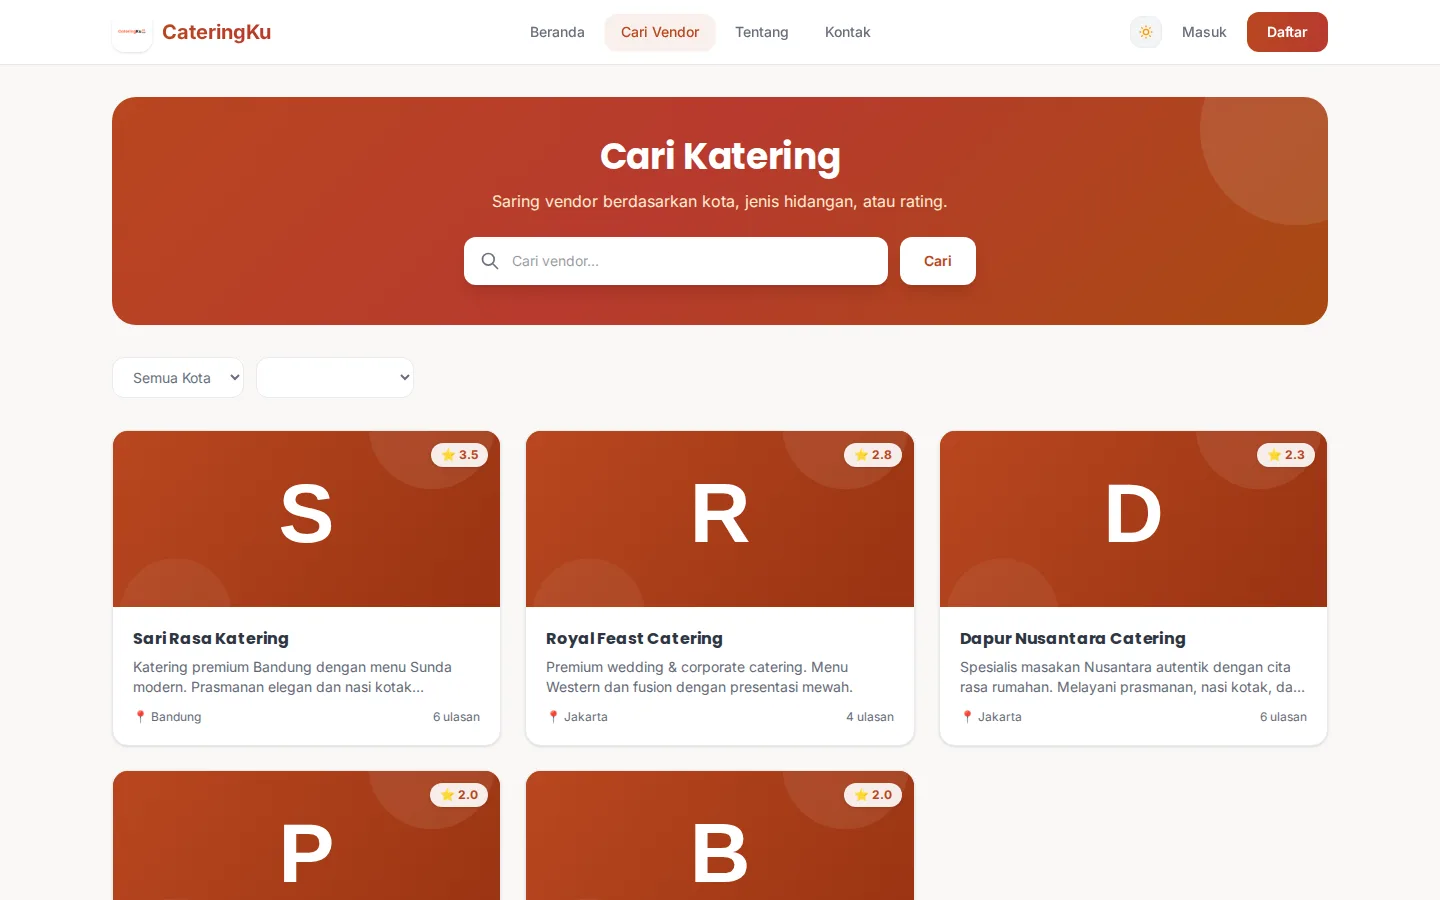 CateringKu
Beranda
Cari Vendor
Tentang
Kontak
Masuk
Daftar
Cari Katering
Saring vendor berdasarkan kota, jenis hidangan, atau rating.
Cari vendor...
Cari
Semua Kota
⭐ 3.5
S
Sari Rasa Katering
Katering premium Bandung dengan menu Sunda
modern. Prasmanan elegan dan nasi kotak...
📍 Bandung
6 ulasan
⭐ 2.8
R
Royal Feast Catering
Premium wedding & corporate catering. Menu
Western dan fusion dengan presentasi mewah.
📍 Jakarta
4 ulasan
⭐ 2.3
D
Dapur Nusantara Catering
Spesialis masakan Nusantara autentik dengan cita
rasa rumahan. Melayani prasmanan, nasi kotak, da...
📍 Jakarta
6 ulasan
⭐ 2.0
P
⭐ 2.0
B